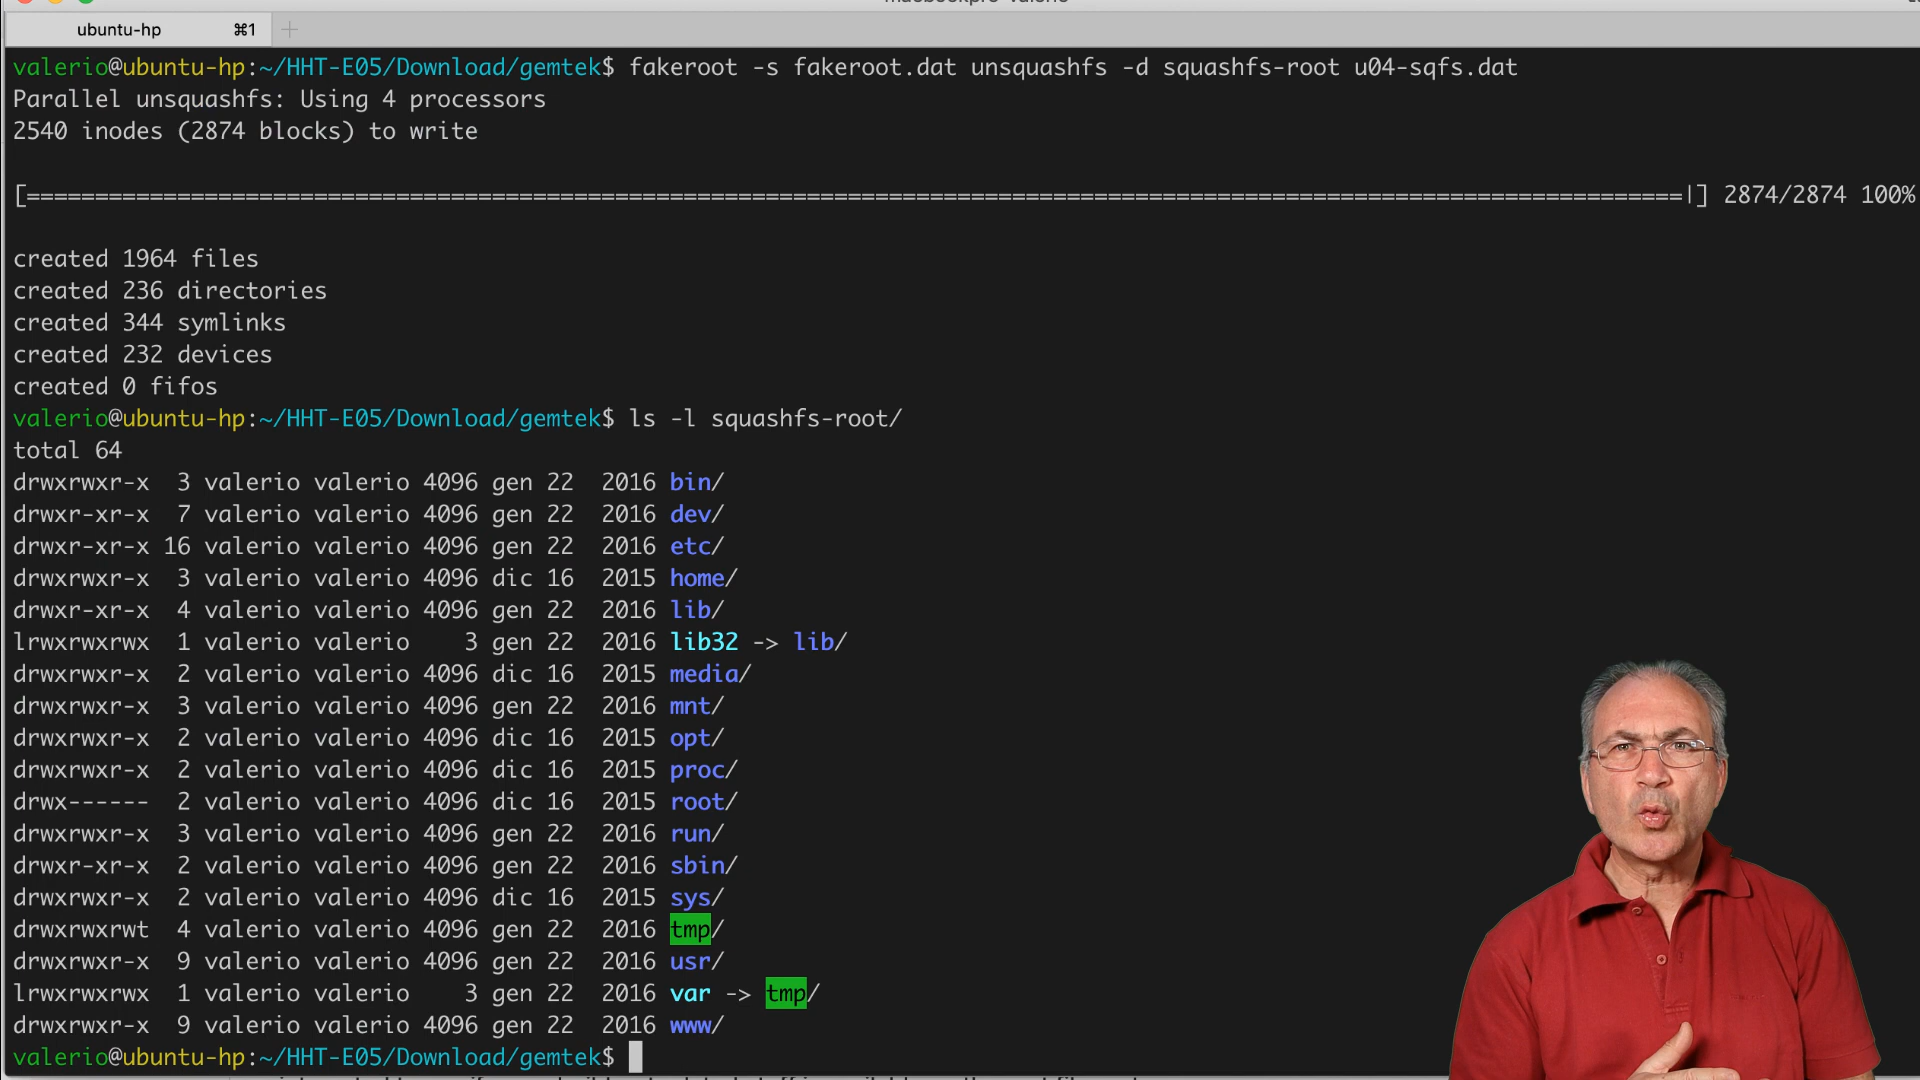 macbookpro-valerio
ubuntu-hp ⌘1
valerio@ubuntu-hp:~/HHT-E05/Download/gemtek$ fakeroot -s fakeroot.dat unsquashfs -d squashfs-root u04-sqfs.dat
Parallel unsquashfs: Using 4 processors
2540 inodes (2874 blocks) to write
[=========================================================================================================================|] 2874/2874 100%
created 1964 files
created 236 directories
created 344 symlinks
created 232 devices
created 0 fifos
valerio@ubuntu-hp:~/HHT-E05/Download/gemtek$ ls -l squashfs-root/
total 64
drwxrwxr-x  3 valerio valerio 4096 gen 22  2016 bin/
drwxr-xr-x  7 valerio valerio 4096 gen 22  2016 dev/
drwxr-xr-x 16 valerio valerio 4096 gen 22  2016 etc/
drwxrwxr-x  3 valerio valerio 4096 dic 16  2015 home/
drwxr-xr-x  4 valerio valerio 4096 gen 22  2016 lib/
lrwxrwxrwx  1 valerio valerio    3 gen 22  2016 lib32 -> lib/
drwxrwxr-x  2 valerio valerio 4096 dic 16  2015 media/
drwxrwxr-x  3 valerio valerio 4096 gen 22  2016 mnt/
drwxrwxr-x  2 valerio valerio 4096 dic 16  2015 opt/
drwxrwxr-x  2 valerio valerio 4096 dic 16  2015 proc/
drwx------  2 valerio valerio 4096 dic 16  2015 root/
drwxrwxr-x  3 valerio valerio 4096 gen 22  2016 run/
drwxr-xr-x  2 valerio valerio 4096 gen 22  2016 sbin/
drwxrwxr-x  2 valerio valerio 4096 dic 16  2015 sys/
drwxrwxrwt  4 valerio valerio 4096 gen 22  2016 tmp/
drwxrwxr-x  9 valerio valerio 4096 gen 22  2016 usr/
lrwxrwxrwx  1 valerio valerio    3 gen 22  2016 var -> tmp/
drwxrwxr-x  9 valerio valerio 4096 gen 22  2016 www/
valerio@ubuntu-hp:~/HHT-E05/Download/gemtek$